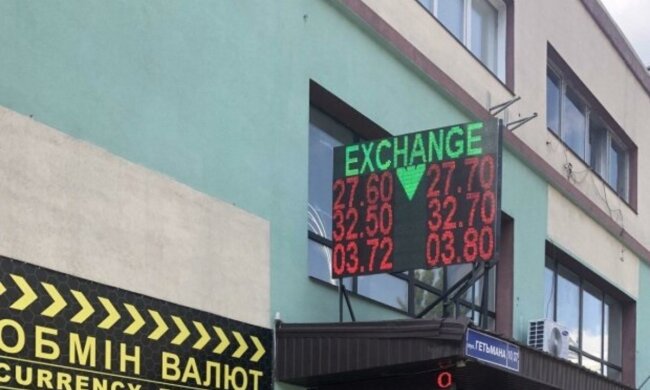 EXCHANGE
27.60 27.70
32.50 32.70
03.72 03.80
ОБМІН ВАЛЮТ
CURRENCY
ГЕТЬМАНА